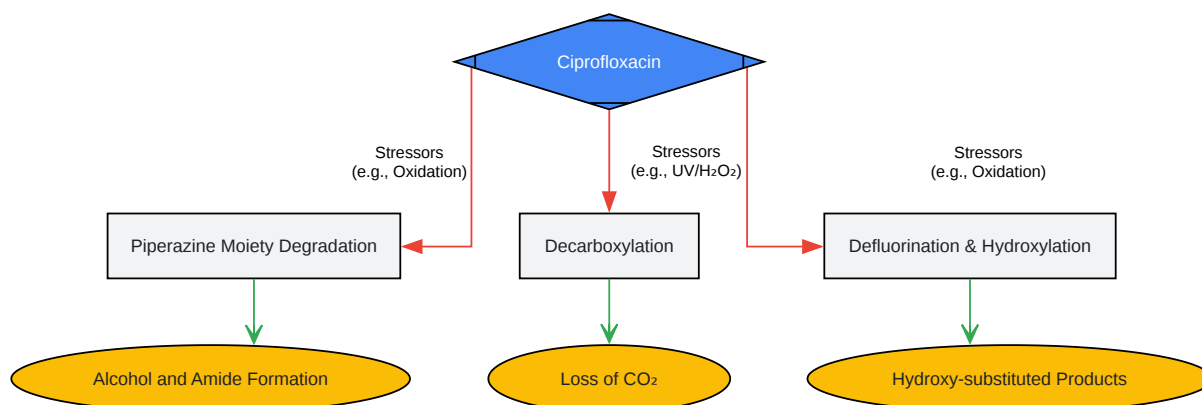 Ciprofloxacin
Stressors
(e.g., Oxidation)
Stressors
(e.g., UV/H₂O₂)
Stressors
(e.g., Oxidation)
Piperazine Moiety Degradation
Decarboxylation
Defluorination & Hydroxylation
Alcohol and Amide Formation
Loss of CO₂
Hydroxy-substituted Products